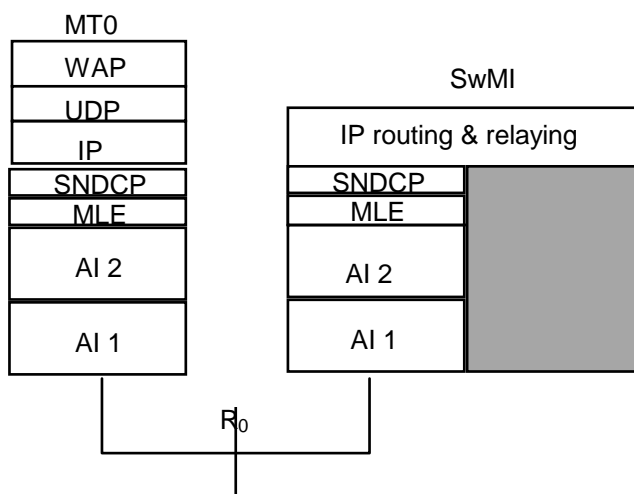 MT0
WAP
UDP
IP
SNDCP
MLE
AI 2
AI 1
SwMI
IP routing & relaying
SNDCP
MLE
AI 2
AI 1
R₀